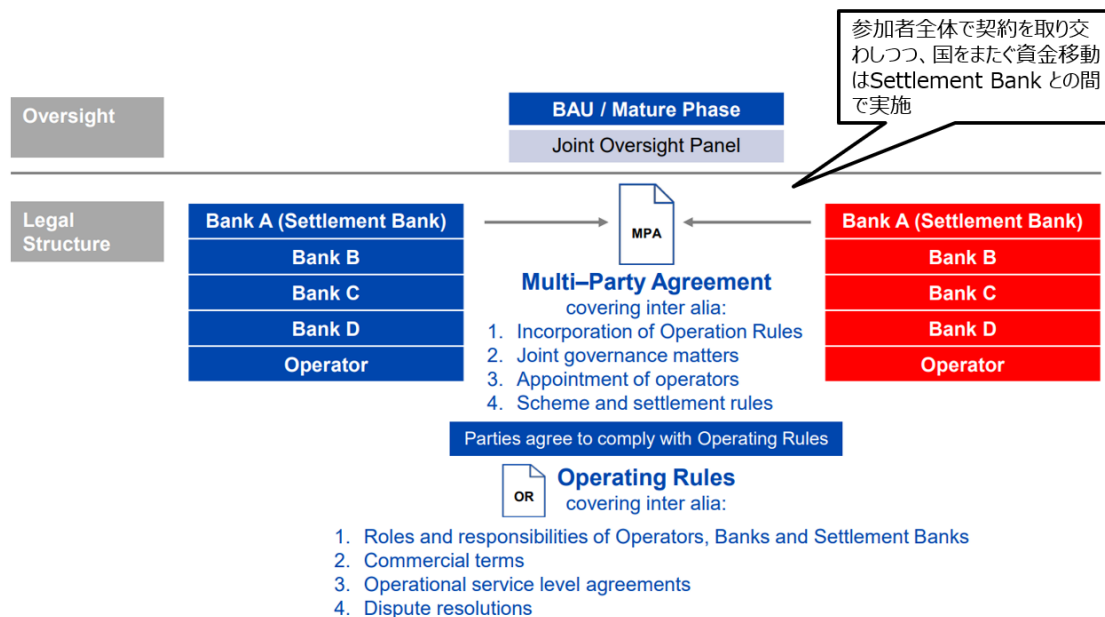 参加者全体で契約を取り交
わしつつ、国をまたぐ資金移動
はSettlement Bank との間
で実施
Oversight
BAU / Mature Phase
Joint Oversight Panel
Legal
Structure
Bank A (Settlement Bank)
Bank B
Bank C
Bank D
Operator
MPA
Multi–Party Agreement
covering inter alia:
1. Incorporation of Operation Rules
2. Joint governance matters
3. Appointment of operators
4. Scheme and settlement rules
Bank A (Settlement Bank)
Bank B
Bank C
Bank D
Operator
Parties agree to comply with Operating Rules
OR
Operating Rules
covering inter alia:
1. Roles and responsibilities of Operators, Banks and Settlement Banks
2. Commercial terms
3. Operational service level agreements
4. Dispute resolutions